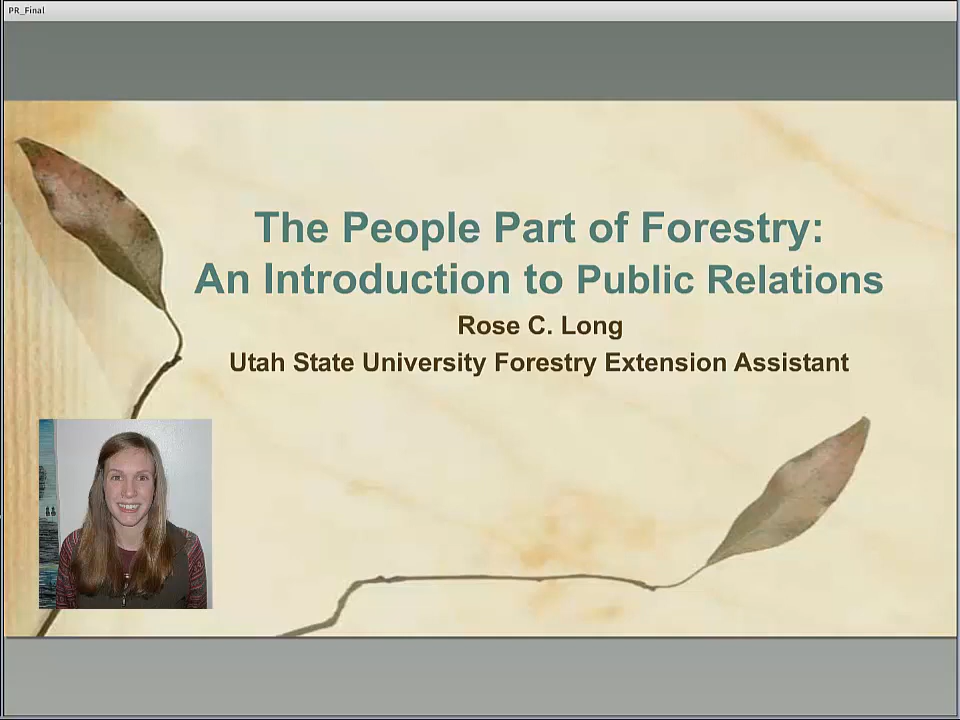 PR_Final
The People Part of Forestry:
An Introduction to Public Relations
Rose C. Long
Utah State University Forestry Extension Assistant